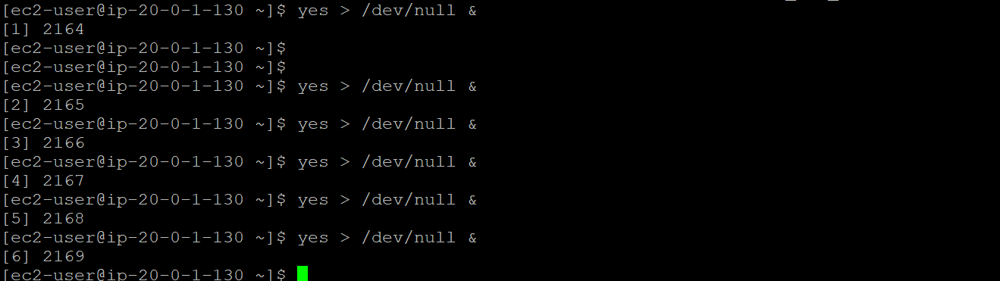 [ec2-user@ip-20-0-1-130 ~]$ yes > /dev/null &
[1] 2164
[ec2-user@ip-20-0-1-130 ~]$
[ec2-user@ip-20-0-1-130 ~]$
[ec2-user@ip-20-0-1-130 ~]$ yes > /dev/null &
[2] 2165
[ec2-user@ip-20-0-1-130 ~]$ yes > /dev/null &
[3] 2166
[ec2-user@ip-20-0-1-130 ~]$ yes > /dev/null &
[4] 2167
[ec2-user@ip-20-0-1-130 ~]$ yes > /dev/null &
[5] 2168
[ec2-user@ip-20-0-1-130 ~]$ yes > /dev/null &
[6] 2169
[ec2-user@ip-20-0-1-130 ~]$